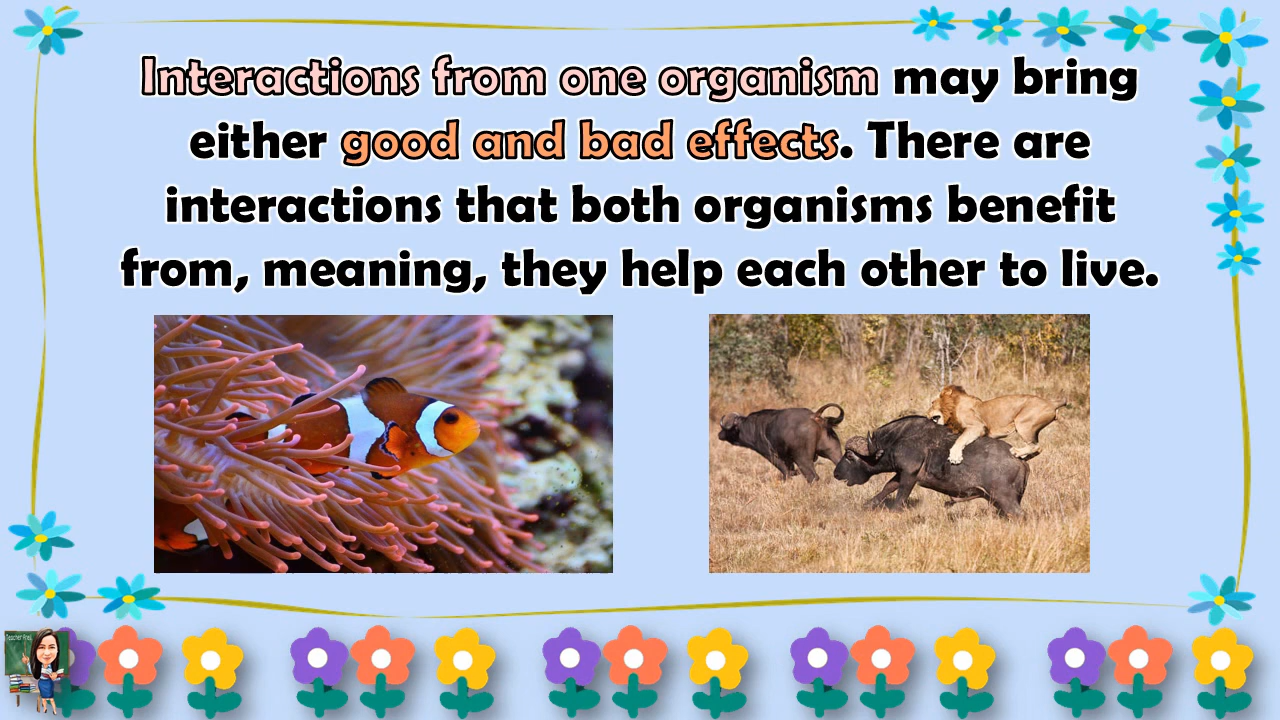 Interactions from one organism may bring
either good and bad effects. There are
interactions that both organisms benefit
from, meaning, they help each other to live.